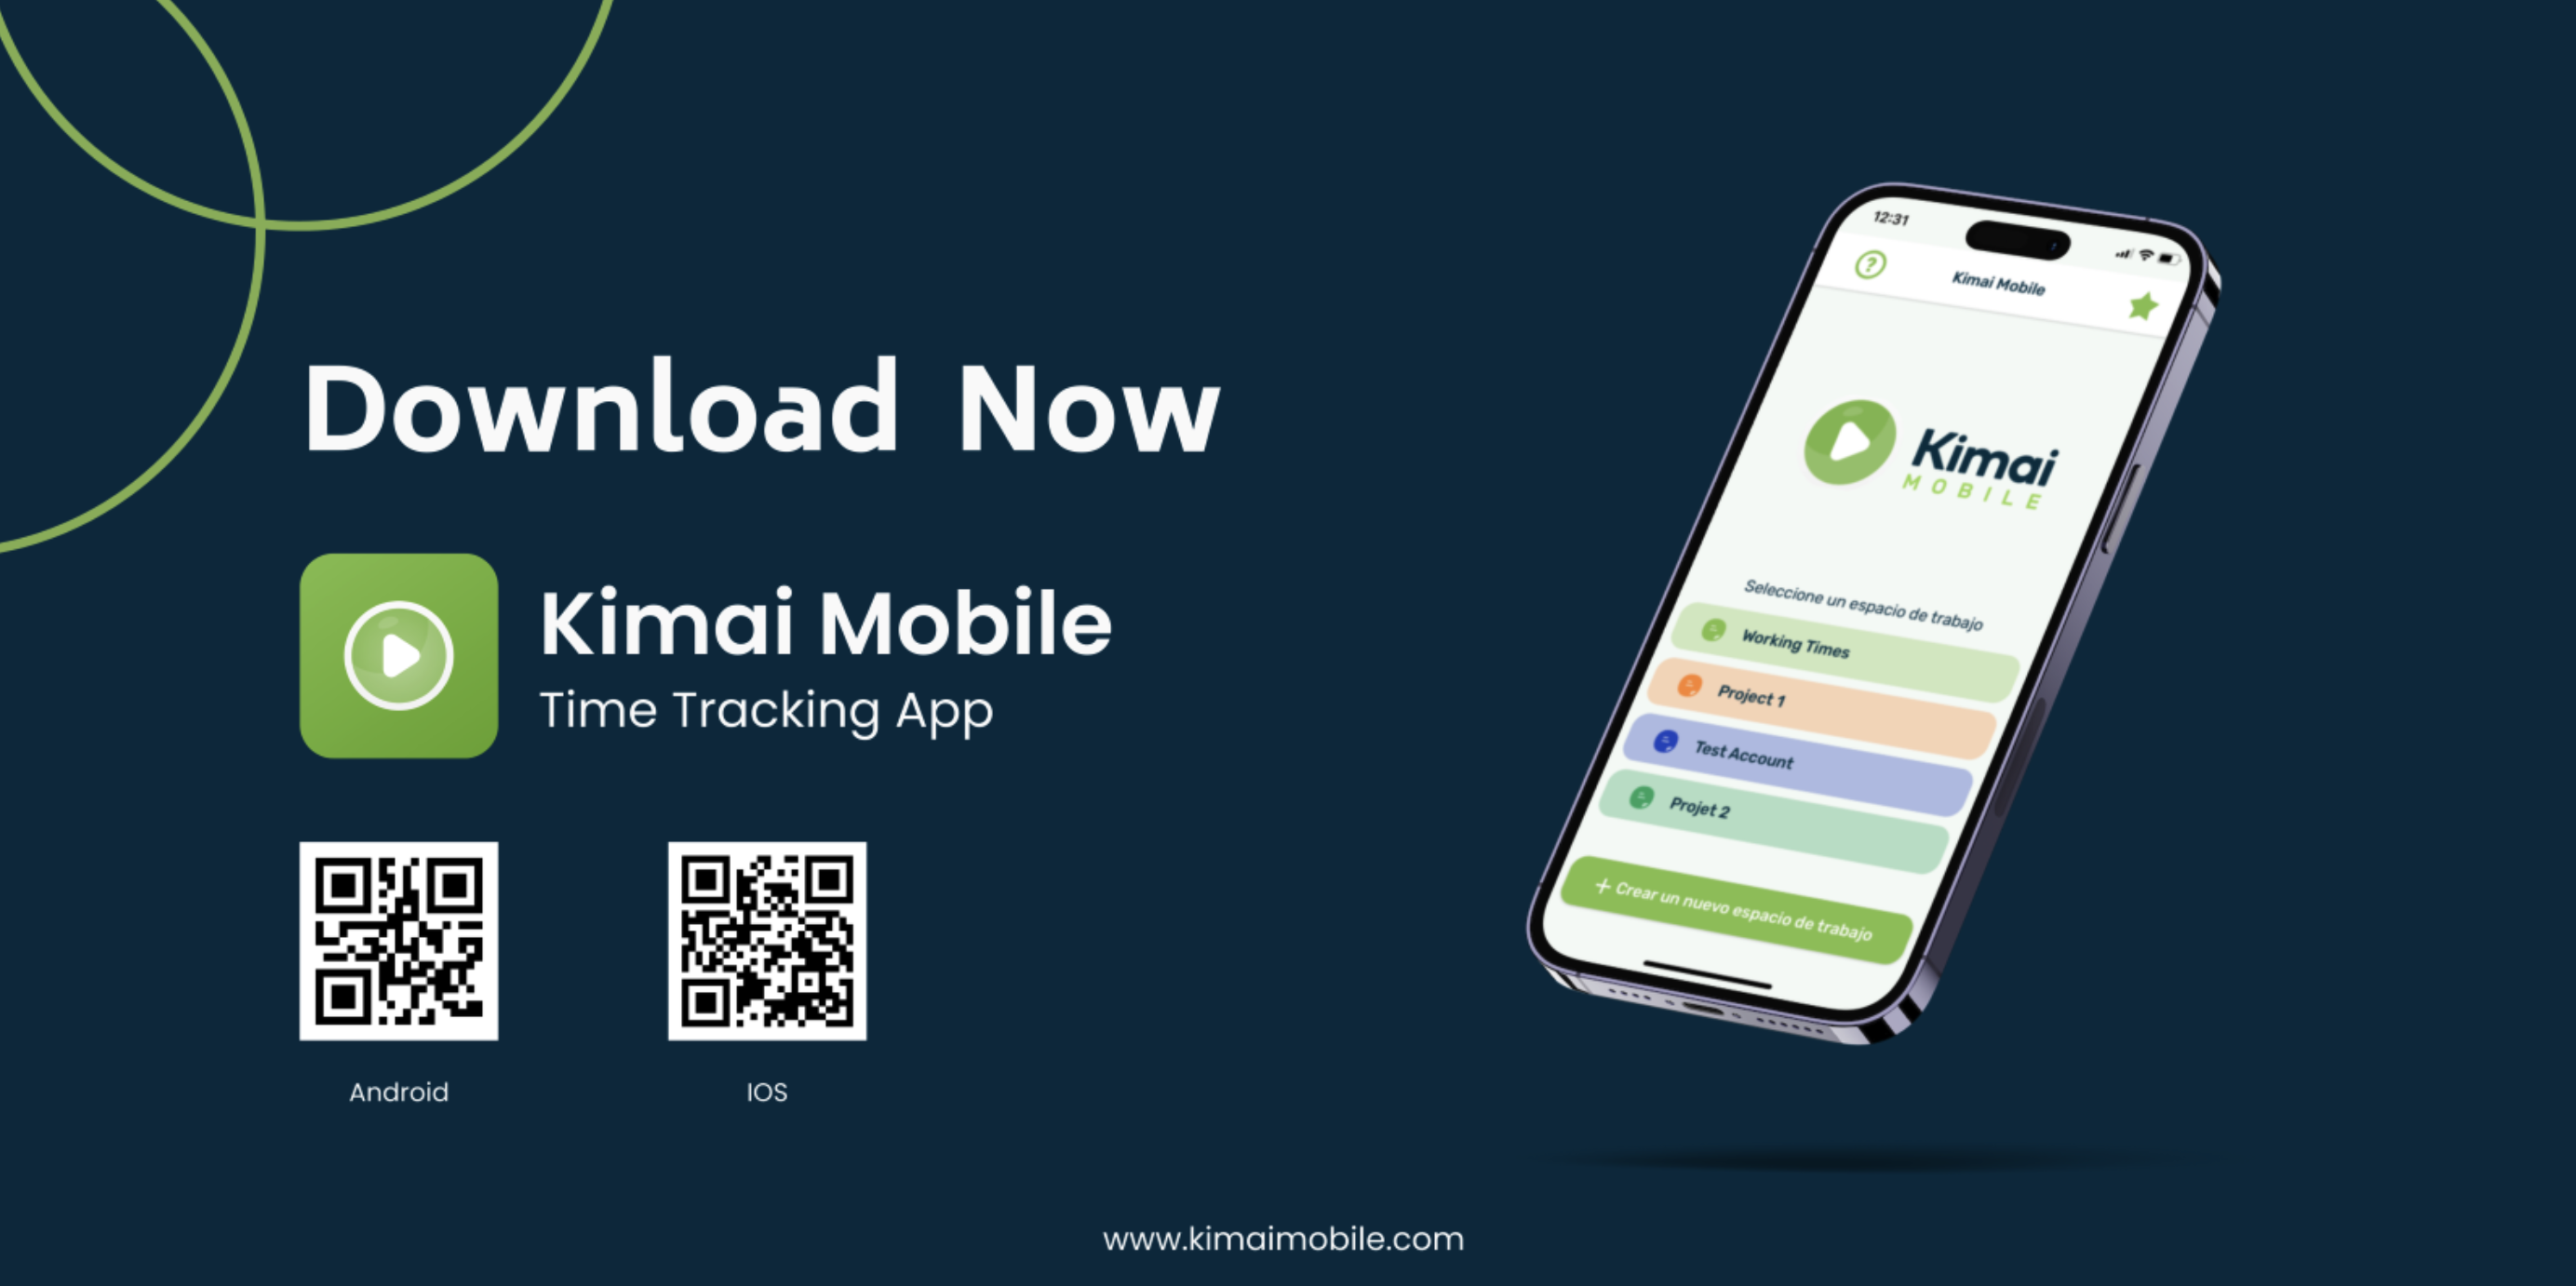 Download Now
Kimai Mobile
Time Tracking App
Android
IOS
www.kimaimobile.com
12:31
Kimai Mobile
Kimai
MOBILE
Seleccione un espacio de trabajo
Working Times
Project 1
Test Account
Projet 2
+ Crear un nuevo espacio de trabajo